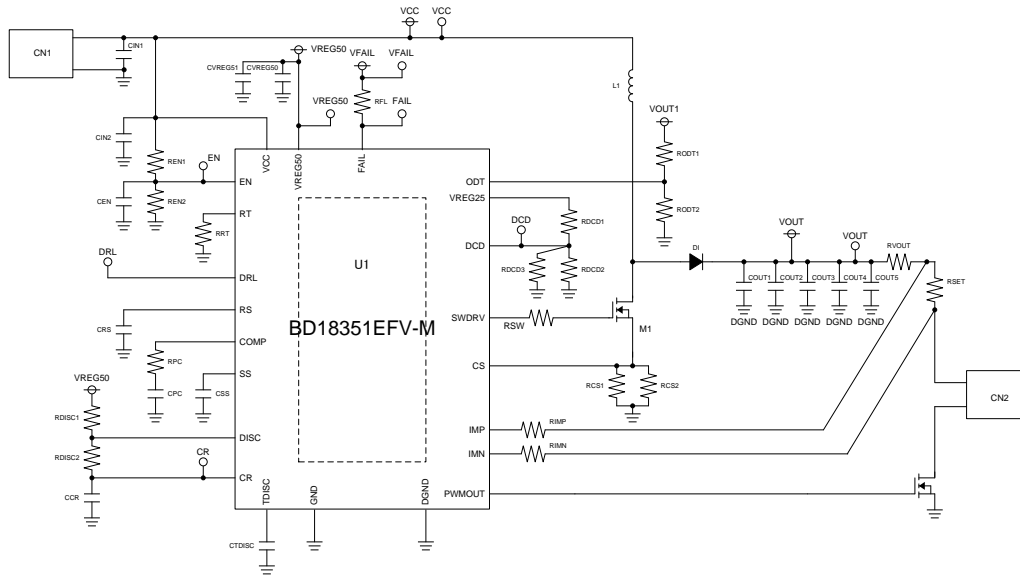 VCC
VCC
CN1
CIN1
VREG50
VFAIL
VFAIL
CVREG51
CVREG50
L1
RFL
VREG50
FAIL
VOUT1
CIN2
REN1
EN
VCC
VREG50
FAIL
RODT1
CEN
REN2
EN
ODT
RT
VREG25
RODT2
RRT
DCD
RDCD1
VOUT
VOUT
DRL
U1
DCD
RDCD3
RDCD2
DI
RVOUT
DRL
COUT1
COUT2
COUT3
COUT4
COUT5
RSET
RS
BD18351EFV-M
SWDRV
RSW
M1
DGND
DGND
DGND
DGND
DGND
CRS
COMP
RPC
SS
CS
VREG50
CPC
CSS
RCS1
RCS2
CN2
RDISC1
DISC
IMP
RIMP
RDISC2
CR
IMN
RIMN
CR
PWMOUT
CCR
TDISC
GND
DGND
CTDISC